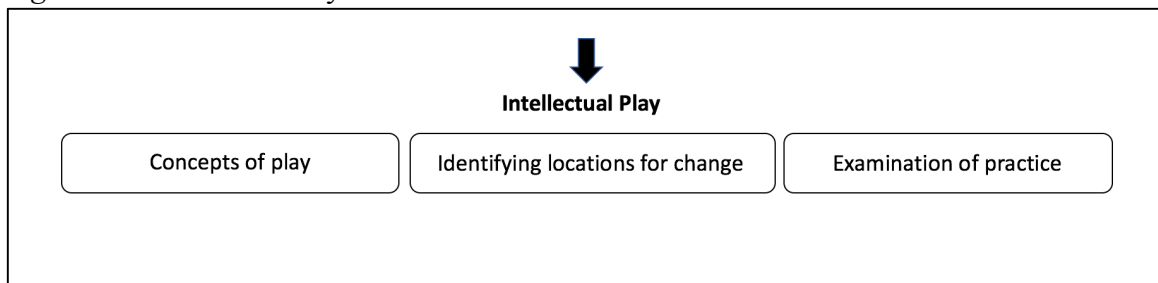 Intellectual Play
Concepts of play
Identifying locations for change
Examination of practice